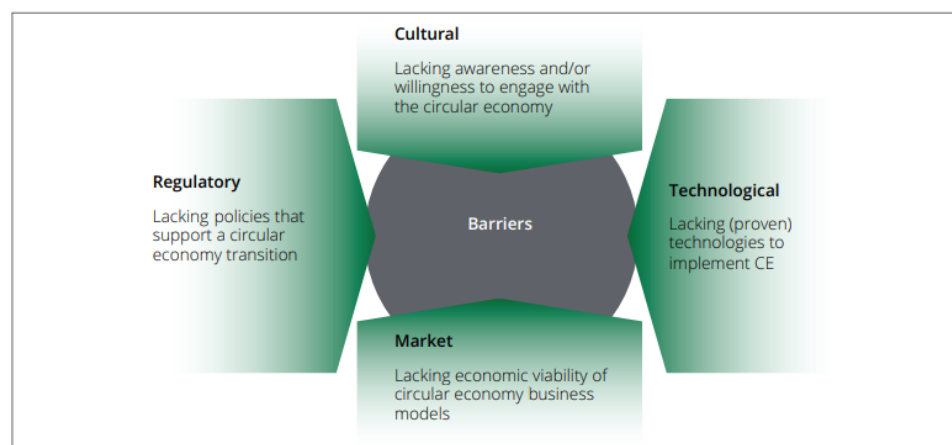 Cultural
Lacking awareness and/or
willingness to engage with
the circular economy
Regulatory
Lacking policies that
support a circular
economy transition
Barriers
Technological
Lacking (proven)
technologies to
implement CE
Market
Lacking economic viability of
circular economy business
models